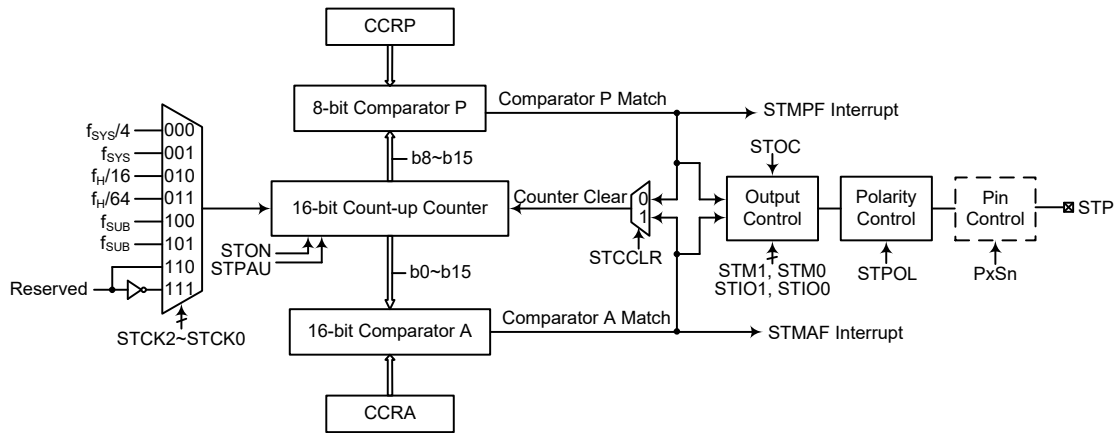 CCRP
8-bit Comparator P
Comparator P Match
STMPF Interrupt
b8~b15
fSYS/4
000
fSYS
001
fH/16
010
fH/64
011
fSUB
100
fSUB
101
110
Reserved
111
STCK2~STCK0
16-bit Count-up Counter
STON
STPAU
Counter Clear
0
1
STCCLR
STOC
Output
Control
STM1, STM0
STIO1, STIO0
Polarity
Control
STPOL
Pin
Control
PxSn
STP
b0~b15
16-bit Comparator A
Comparator A Match
STMAF Interrupt
CCRA